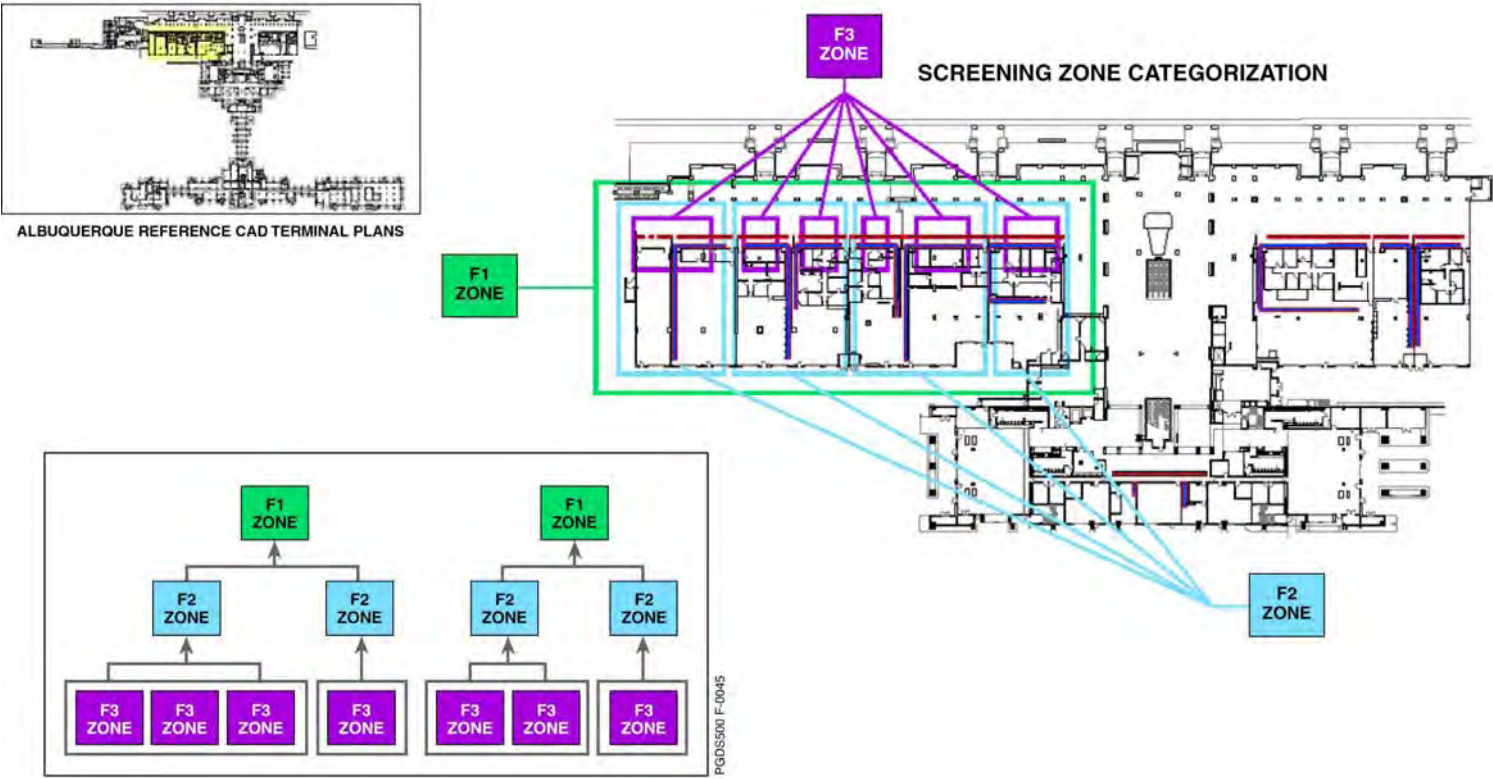 F3
ZONE
SCREENING ZONE CATEGORIZATION
ALBUQUERQUE REFERENCE CAD TERMINAL PLANS
F1
ZONE
F1
ZONE
F1
ZONE
F2
ZONE
F2
ZONE
F2
ZONE
F2
ZONE
F2
ZONE
F3
ZONE
F3
ZONE
F3
ZONE
F3
ZONE
F3
ZONE
F3
ZONE
F3
ZONE
PGDS500 F-0045